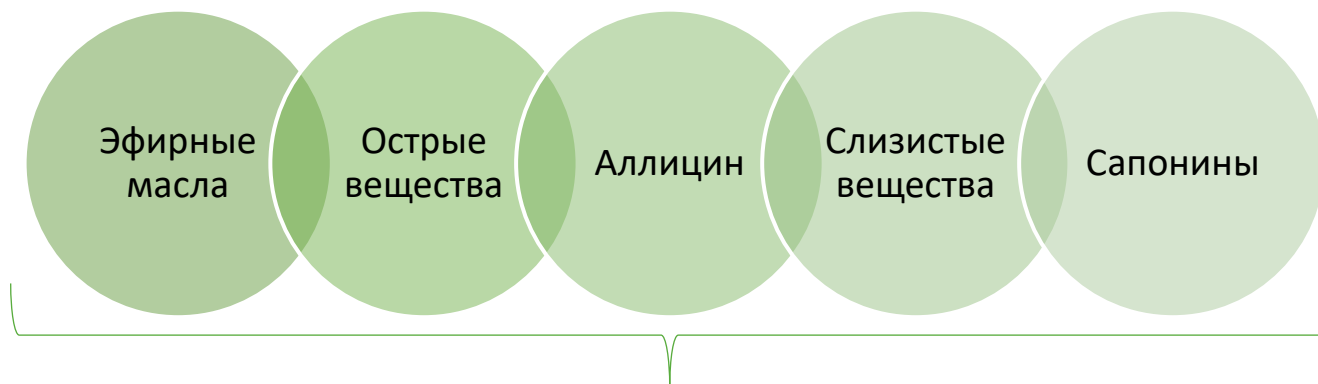 Эфирные
масла
Острые
вещества
Аллицин
Слизистые
вещества
Сапонины